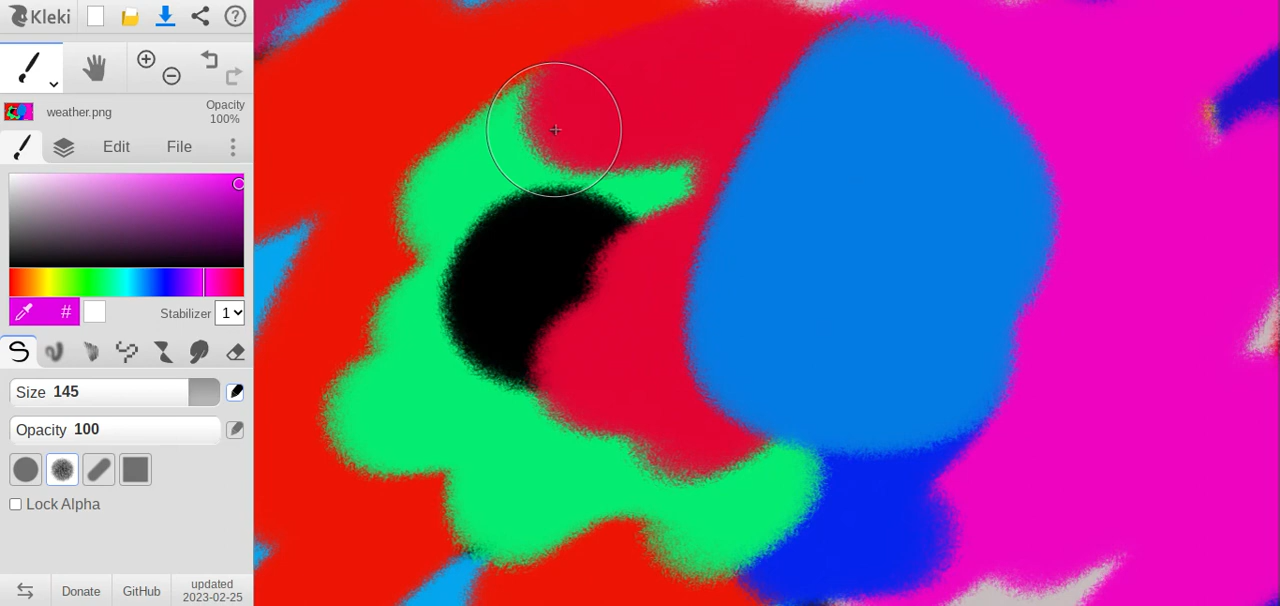 Kleki
weather.png
Opacity
100%
Edit
File
#
Stabilizer 1
Size 145
Opacity 100
Lock Alpha
Donate
GitHub
updated
2023-02-25